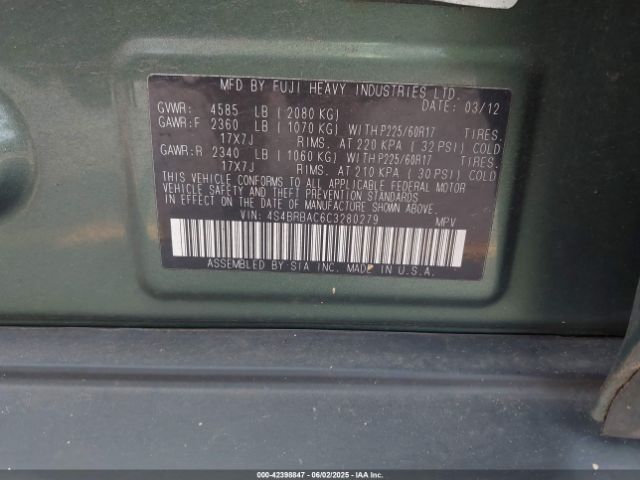 MFD BY FUJI HEAVY INDUSTRIES LTD.
GVWR: 4585 LB ( 2080 KG) DATE: 03/12
GAWR:F 2360 LB ( 1070 KG) WITH P225/60R17 TIRES.
17X7J RIMS. AT 220 KPA ( 32 PSI) COLD
GAWR:R 2340 LB ( 1060 KG) WITH P225/60R17 TIRES.
17X7J RIMS. AT 210 KPA ( 30 PSI) COLD
THIS VEHICLE CONFORMS TO ALL APPLICABLE FEDERAL MOTOR
VEHICLE SAFETY AND THEFT PREVENTION STANDARDS
IN EFFECT ON THE DATE OF MANUFACTURE SHOWN ABOVE.
VIN: 4S4BRBAC6C3280279 MPV
ASSEMBLED BY SIA INC. MADE IN U.S.A.
000-42398847 - 06/02/2025 - IAAI.COM